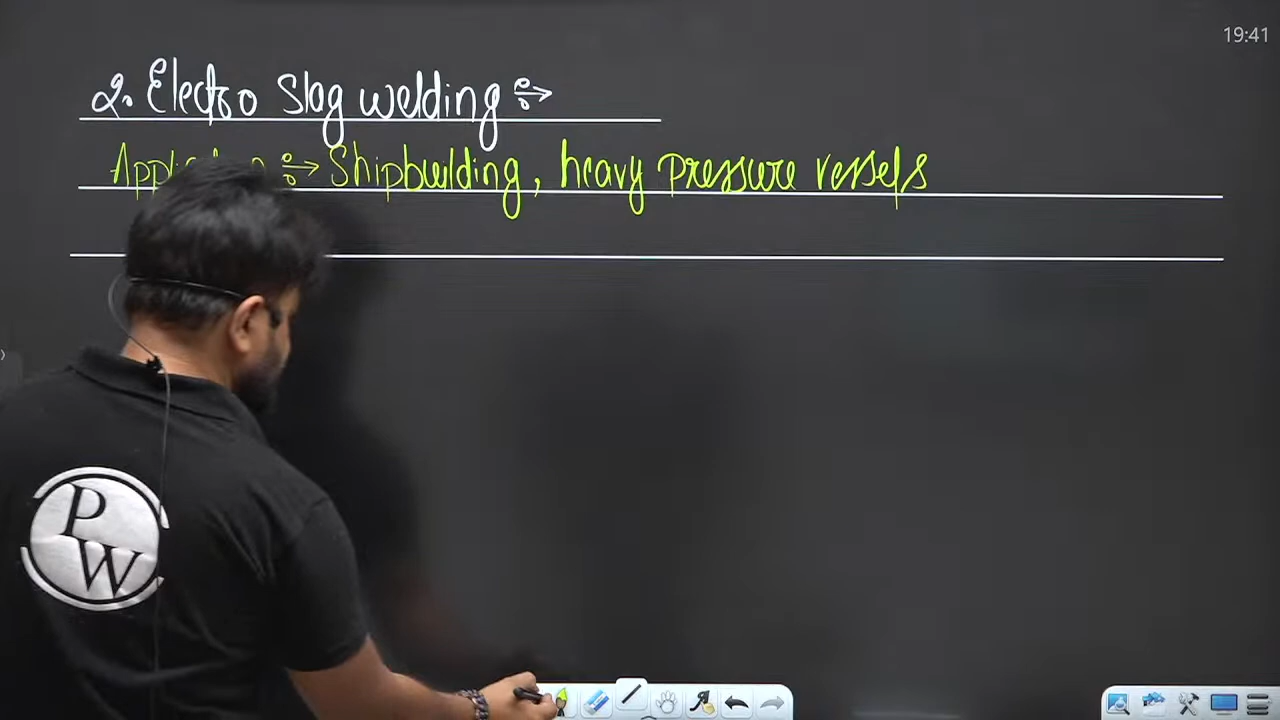 19:41
2. Electro Slag welding :→
:→ Shipbuilding, heavy pressure vessels
P
W